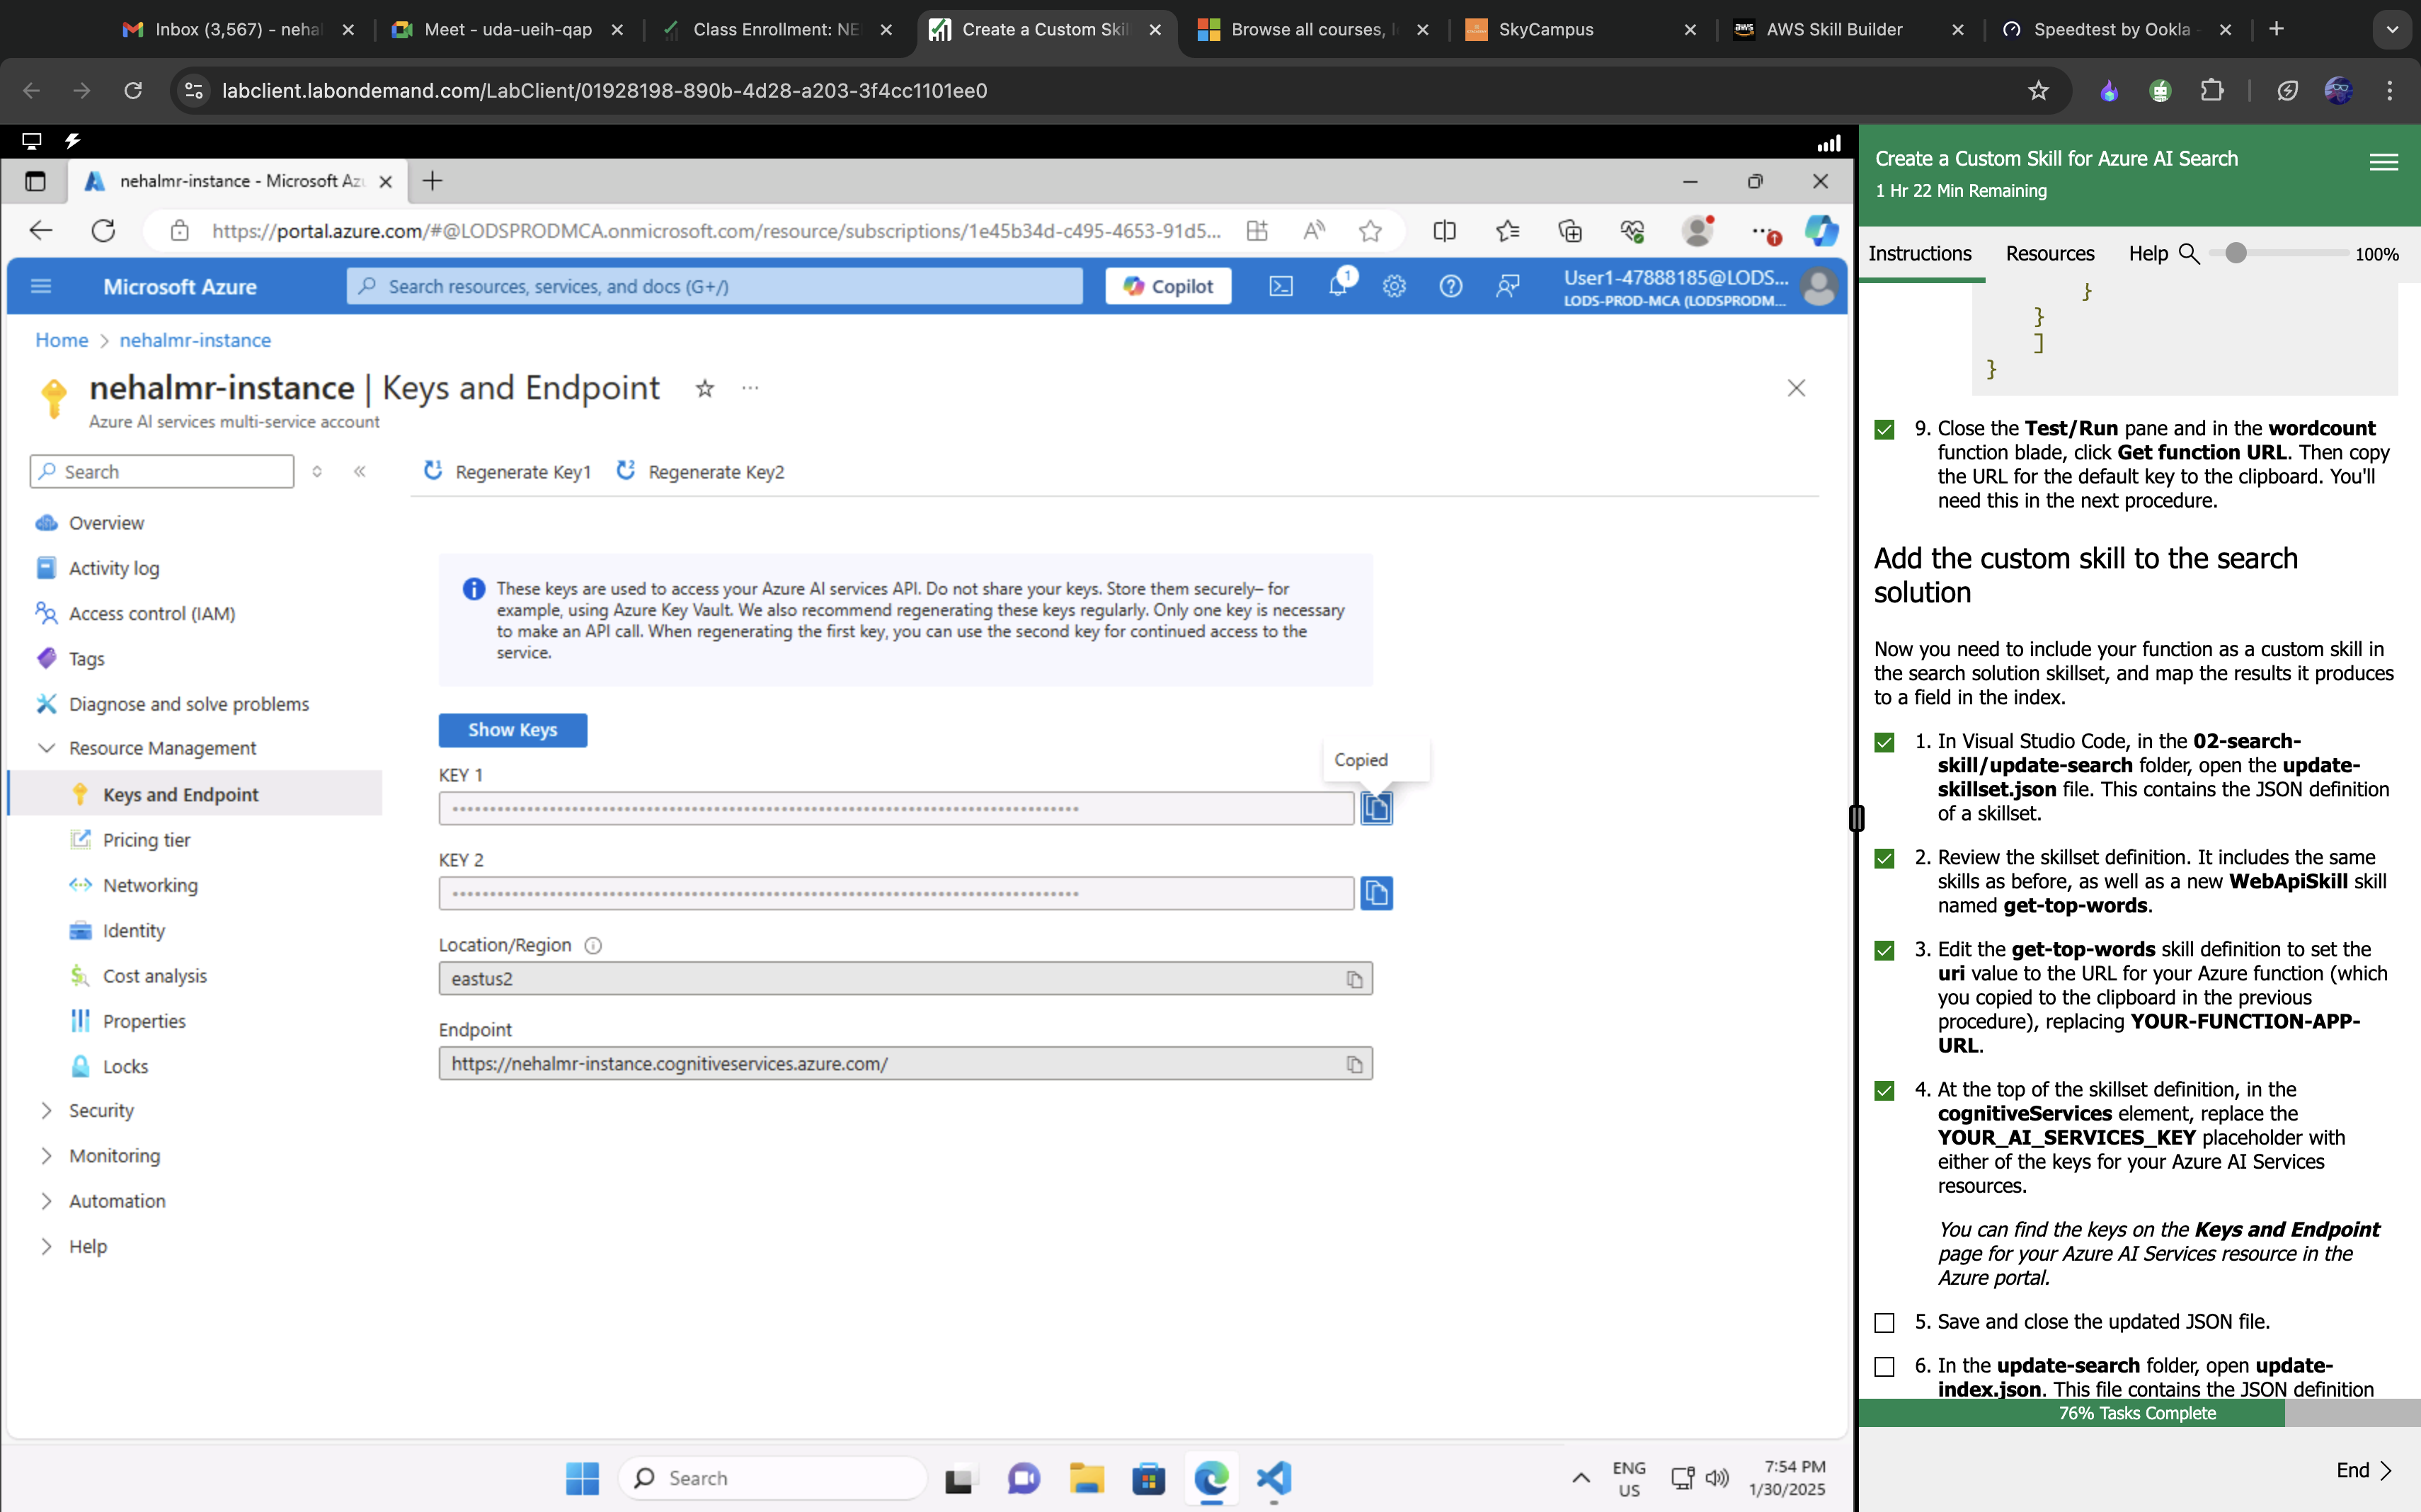 Inbox (3,567) - neha
Meet - uda-ueih-qap
Class Enrollment: NE
Create a Custom Skil
Browse all courses, l
SkyCampus
AWS Skill Builder
Speedtest by Ookla
labclient.labondemand.com/LabClient/01928198-890b-4d28-a203-3f4cc1101ee0
nehalmr-instance - Microsoft Az
https://portal.azure.com/#@LODSPRODMCA.onmicrosoft.com/resource/subscriptions/1e45b34d-c495-4653-91d5...
Microsoft Azure
Search resources, services, and docs (G+/)
Copilot
1
User1-47888185@LODS...
LODS-PROD-MCA (LODSPRODM...
Home > nehalmr-instance
nehalmr-instance | Keys and Endpoint
Azure AI services multi-service account
Search
Regenerate Key1
Regenerate Key2
Overview
Activity log
Access control (IAM)
Tags
Diagnose and solve problems
Resource Management
Keys and Endpoint
Pricing tier
Networking
Identity
Cost analysis
Properties
Locks
Security
Monitoring
Automation
Help
These keys are used to access your Azure AI services API. Do not share your keys. Store them securely– for
example, using Azure Key Vault. We also recommend regenerating these keys regularly. Only one key is necessary
to make an API call. When regenerating the first key, you can use the second key for continued access to the
service.
Show Keys
Copied
KEY 1
KEY 2
Location/Region
eastus2
Endpoint
https://nehalmr-instance.cognitiveservices.azure.com/
Search
ENG
US
7:54 PM
1/30/2025
Create a Custom Skill for Azure AI Search
1 Hr 22 Min Remaining
Instructions
Resources
Help
100%
}
}
]
}
9. Close the Test/Run pane and in the wordcount
function blade, click Get function URL. Then copy
the URL for the default key to the clipboard. You'll
need this in the next procedure.
Add the custom skill to the search
solution
Now you need to include your function as a custom skill in
the search solution skillset, and map the results it produces
to a field in the index.
1. In Visual Studio Code, in the 02-search-
skill/update-search folder, open the update-
skillset.json file. This contains the JSON definition
of a skillset.
2. Review the skillset definition. It includes the same
skills as before, as well as a new WebApiSkill skill
named get-top-words.
3. Edit the get-top-words skill definition to set the
uri value to the URL for your Azure function (which
you copied to the clipboard in the previous
procedure), replacing YOUR-FUNCTION-APP-
URL.
4. At the top of the skillset definition, in the
cognitiveServices element, replace the
YOUR_AI_SERVICES_KEY placeholder with
either of the keys for your Azure AI Services
resources.
You can find the keys on the Keys and Endpoint
page for your Azure AI Services resource in the
Azure portal.
5. Save and close the updated JSON file.
6. In the update-search folder, open update-
index.json. This file contains the JSON definition
76% Tasks Complete
End